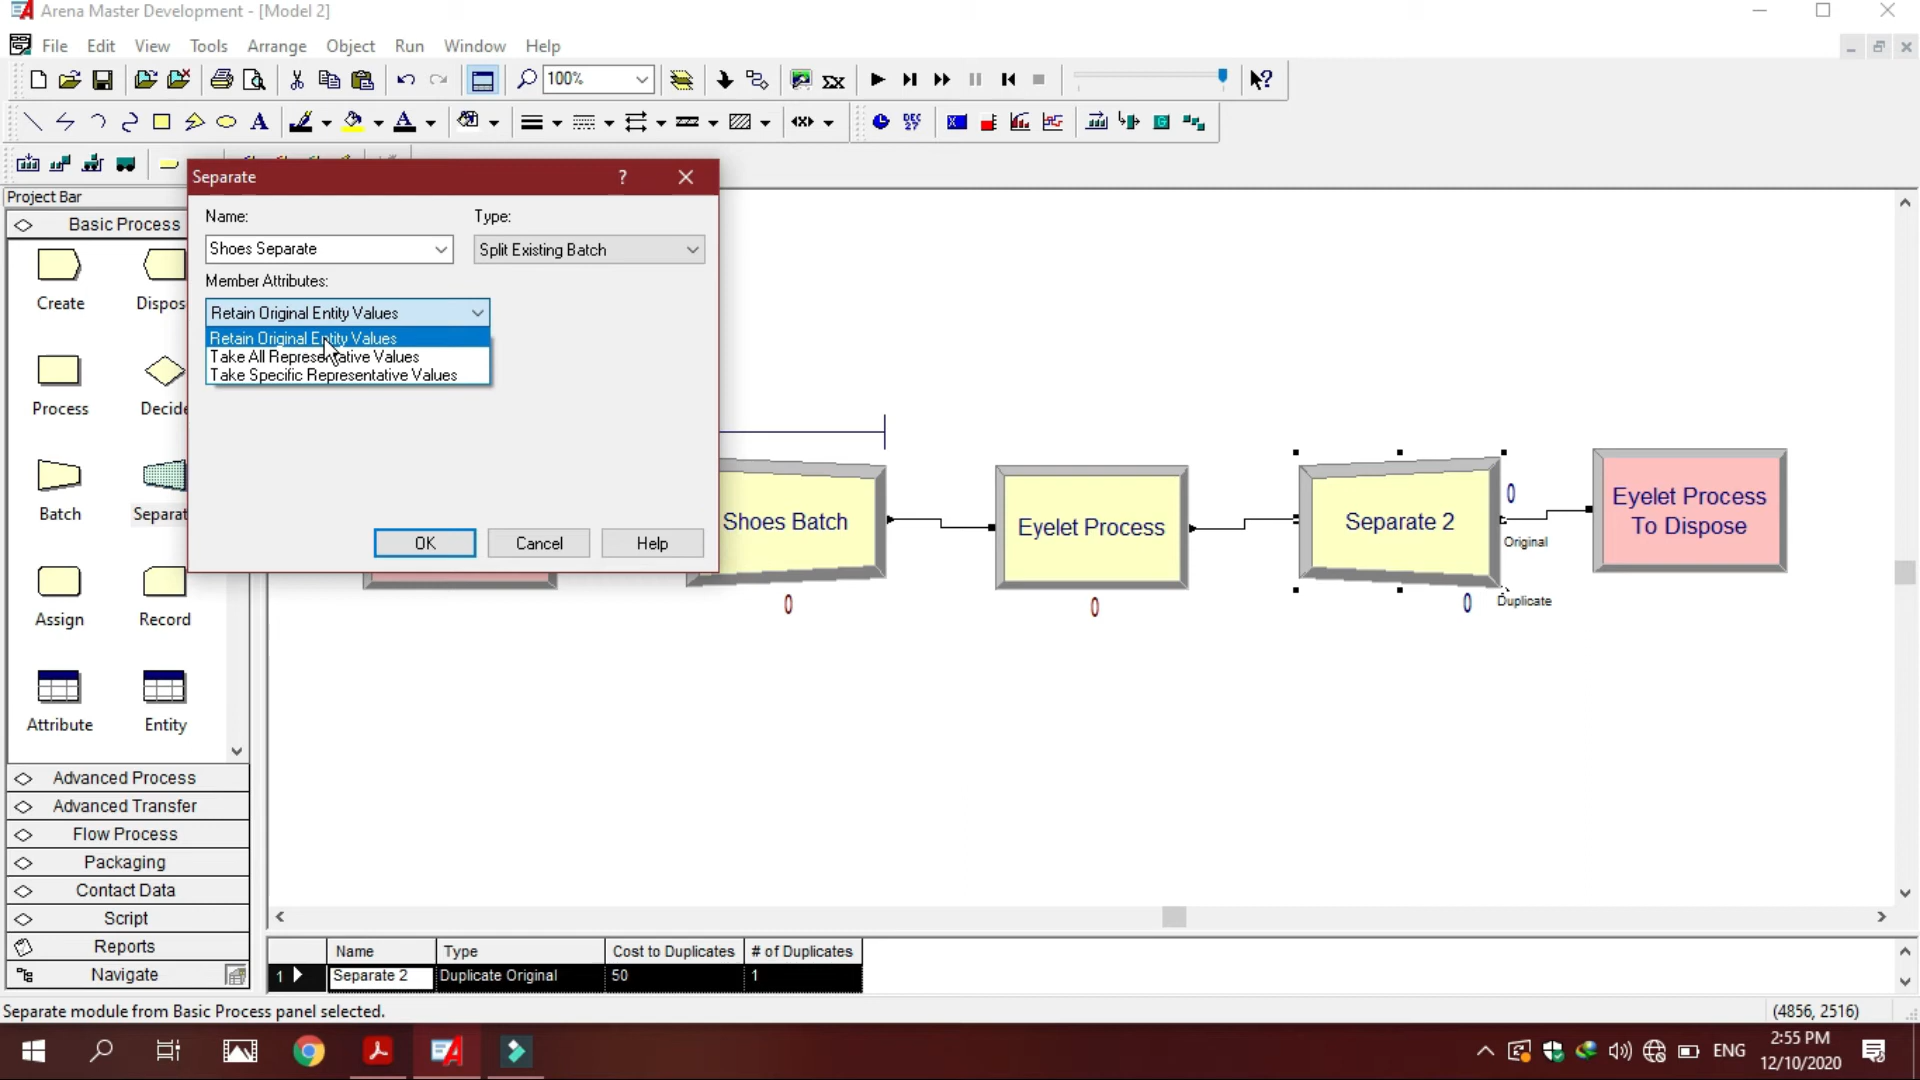 Arena Master Development - [Model 2]
File Edit View Tools Arrange Object Run Window Help
100%
Project Bar
Basic Process
Create
Dispos
Process
Decide
Batch
Separat
Assign
Record
Attribute
Entity
Advanced Process
Advanced Transfer
Flow Process
Packaging
Contact Data
Script
Reports
Navigate
Separate
Name:
Type:
Shoes Separate
Split Existing Batch
Member Attributes:
Retain Original Entity Values
Retain Original Entity Values
Take All Representative Values
Take Specific Representative Values
OK
Cancel
Help
Shoes Batch
0
Eyelet Process
0
Separate 2
0
Original
0
Duplicate
Eyelet Process
To Dispose
Name Type Cost to Duplicates # of Duplicates
1 Separate 2 Duplicate Original 50 1
Separate module from Basic Process panel selected.
(4856, 2516)
ENG
2:55 PM
12/10/2020